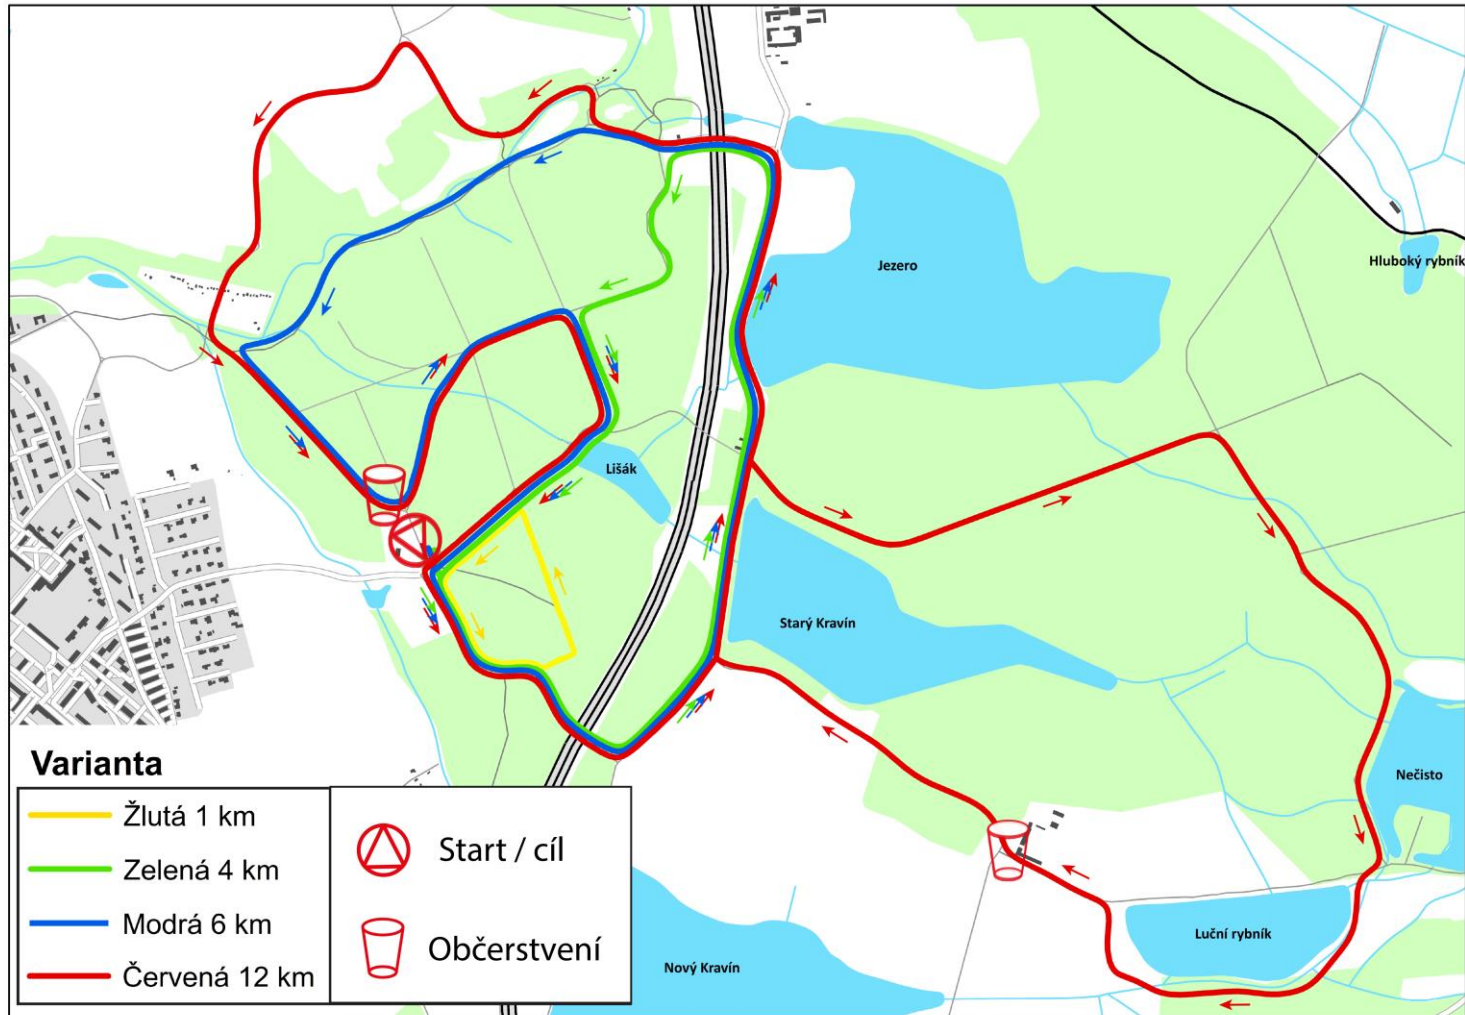 Jezero
Hluboký rybník
Lišák
Starý Kravín
Nečisto
Luční rybník
Nový Kravín
Varianta
Žlutá 1 km
Zelená 4 km
Modrá 6 km
Červená 12 km
Start / cíl
Občerstvení